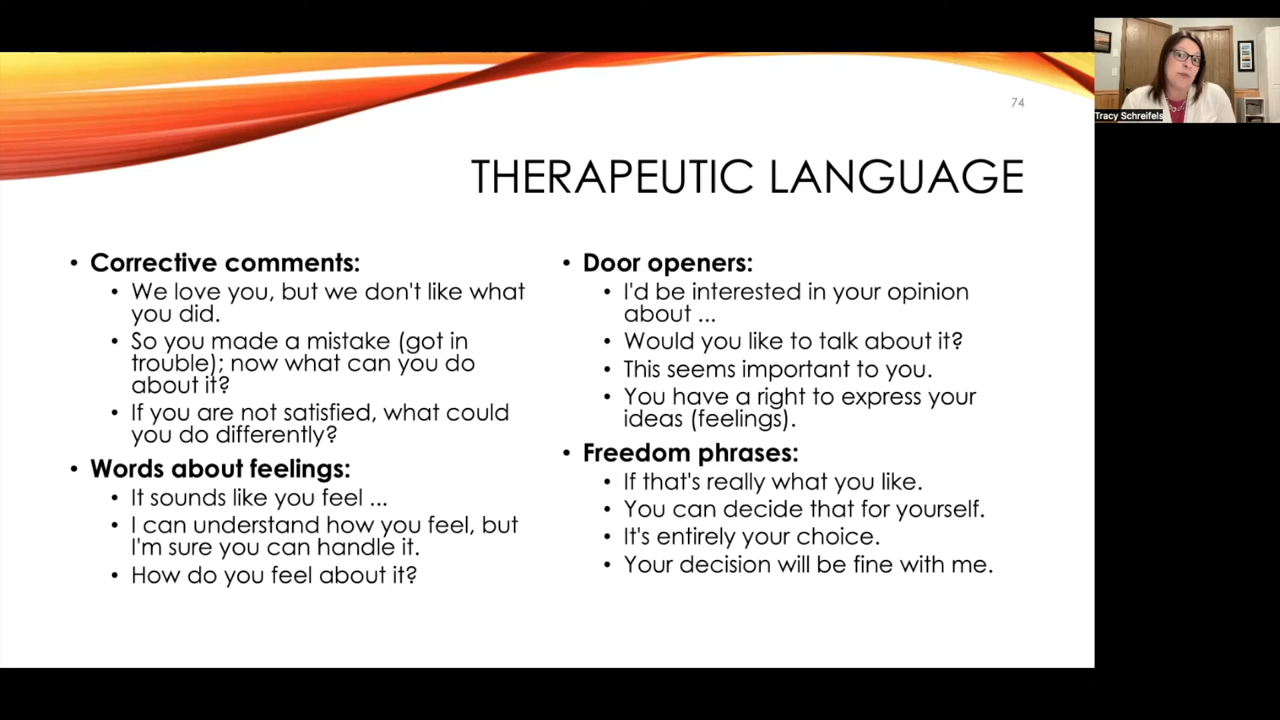 74
THERAPEUTIC LANGUAGE
• Corrective comments:
• We love you, but we don't like what
you did.
• So you made a mistake (got in
trouble); now what can you do
about it?
• If you are not satisfied, what could
you do differently?
• Words about feelings:
• It sounds like you feel ...
• I can understand how you feel, but
I'm sure you can handle it.
• How do you feel about it?
• Door openers:
• I'd be interested in your opinion
about ...
• Would you like to talk about it?
• This seems important to you.
• You have a right to express your
ideas (feelings).
• Freedom phrases:
• If that's really what you like.
• You can decide that for yourself.
• It's entirely your choice.
• Your decision will be fine with me.
Tracy Schreifels